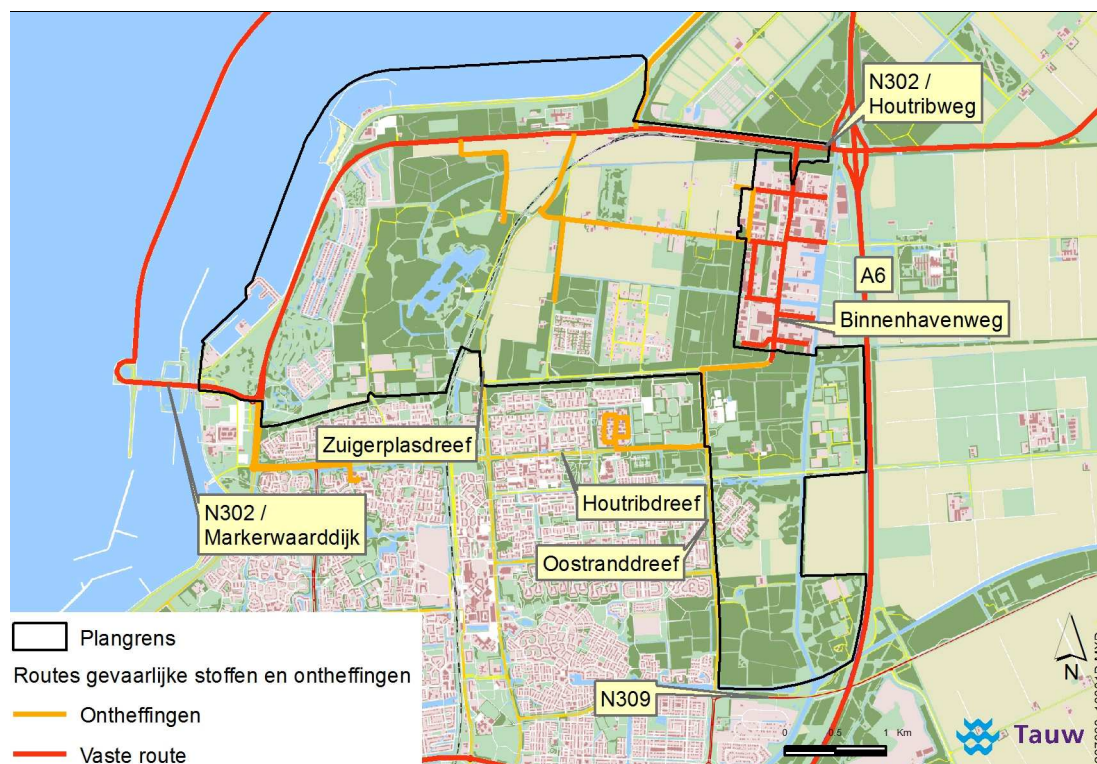 N302 /
Houtribweg
A6
Binnenhavenweg
Zuigerplasdreef
Houtribdreef
N302 /
Markerwaarddijk
Oostranddreef
Plangrens
Routes gevaarlijke stoffen en ontheffingen
N309
Ontheffingen
Vaste route
N
0 0.5 1 Km
Tauw